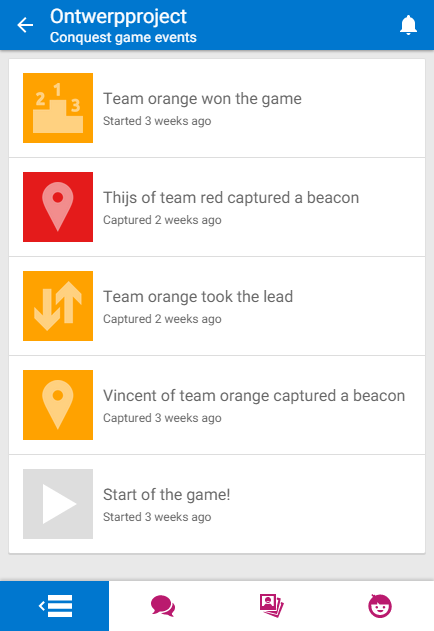 Ontwerpproject
Conquest game events
2 1 3
Team orange won the game
Started 3 weeks ago
Thijs of team red captured a beacon
Captured 2 weeks ago
Team orange took the lead
Captured 2 weeks ago
Vincent of team orange captured a beacon
Captured 3 weeks ago
Start of the game!
Started 3 weeks ago